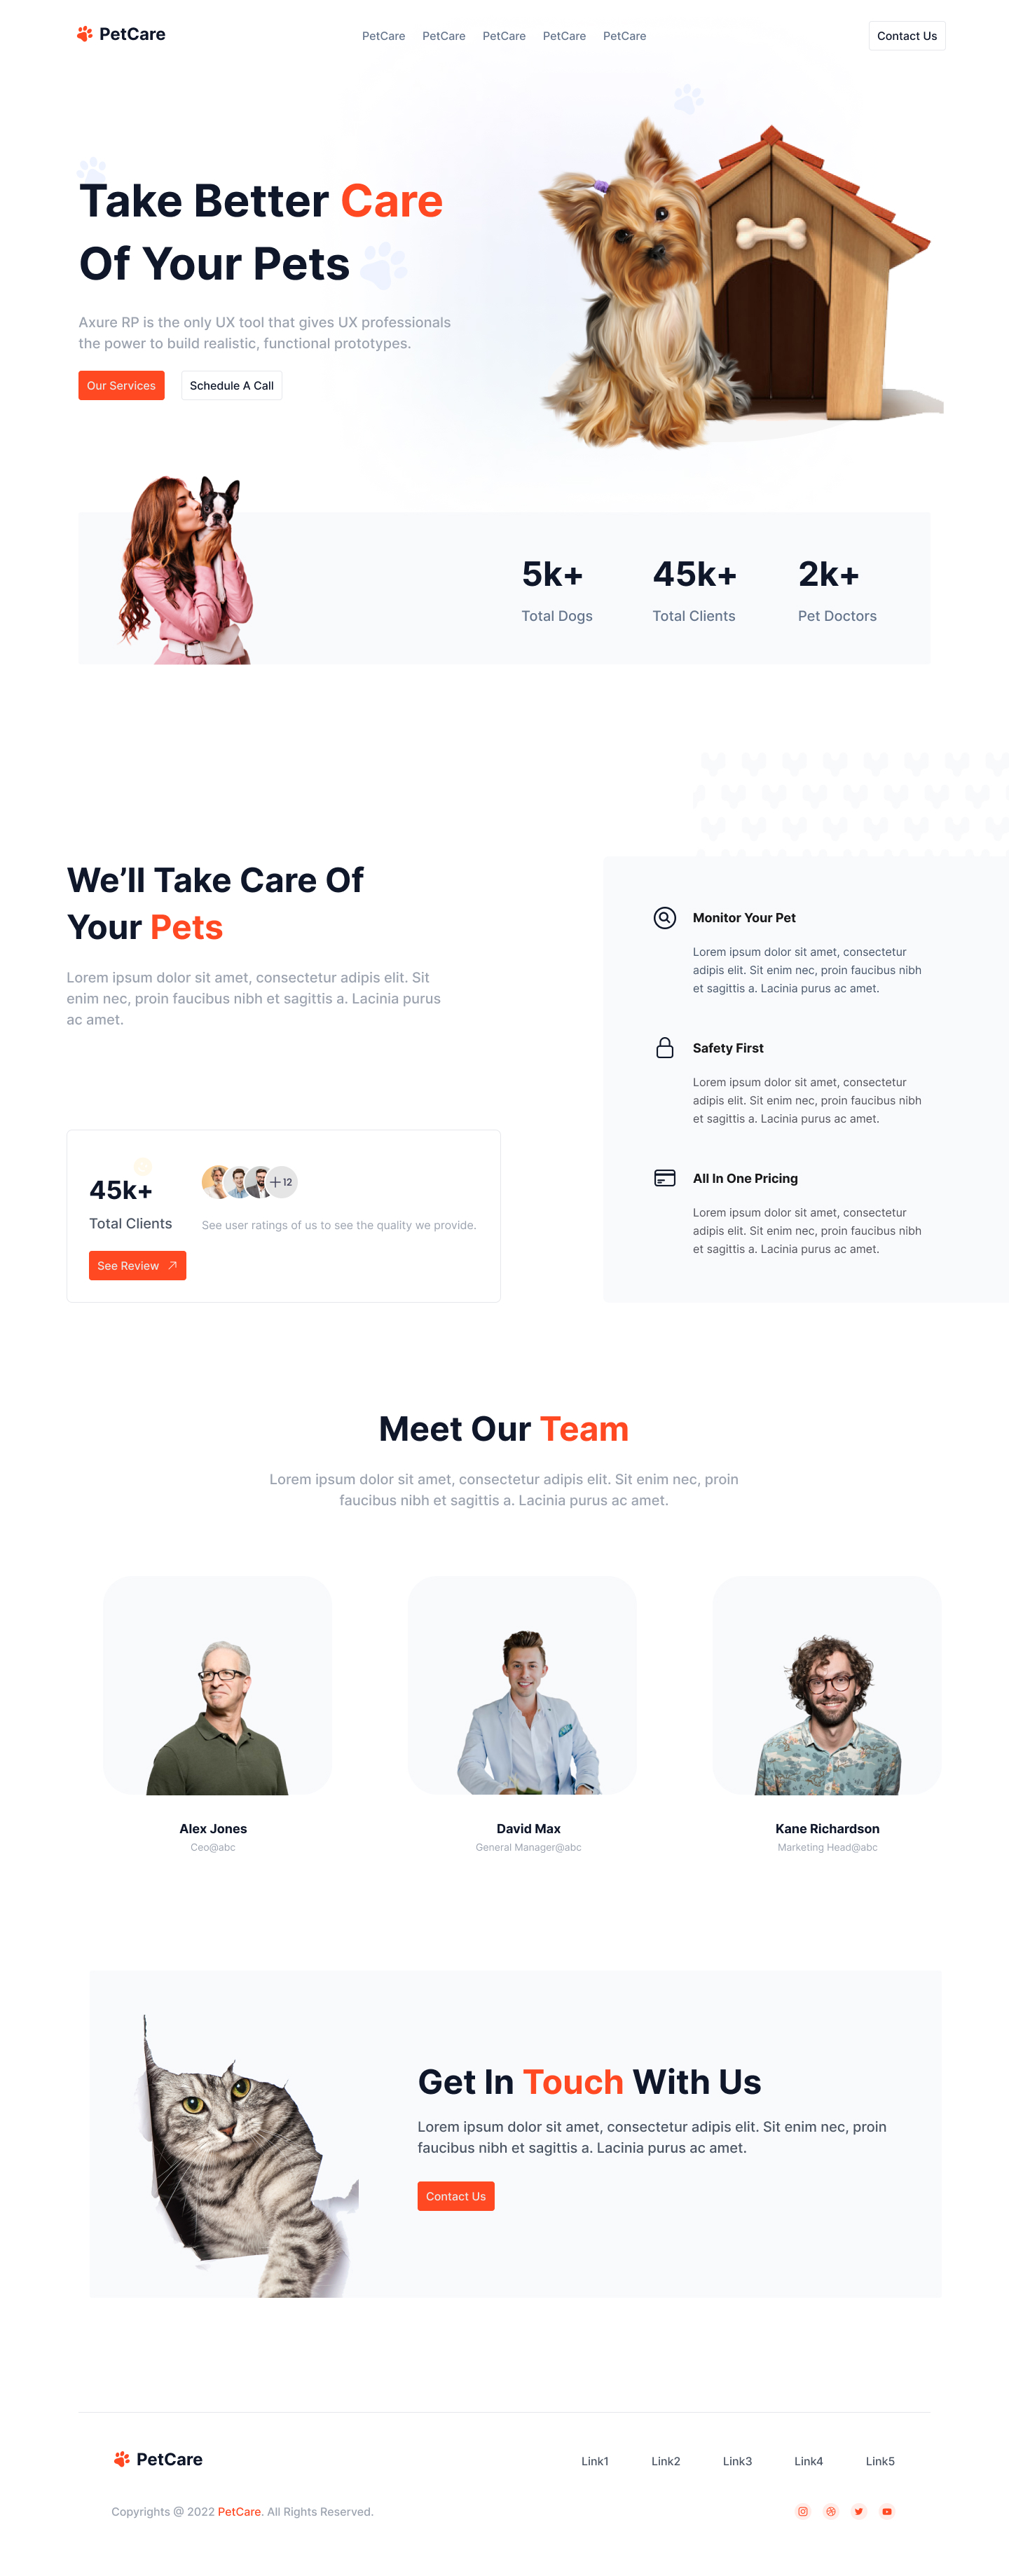 PetCare
PetCare PetCare PetCare PetCare PetCare
Contact Us
Take Better Care
Of Your Pets
Axure RP is the only UX tool that gives UX professionals
the power to build realistic, functional prototypes.
Our Services
Schedule A Call
5k+
Total Dogs
45k+
Total Clients
2k+
Pet Doctors
We’ll Take Care Of
Your Pets
Lorem ipsum dolor sit amet, consectetur adipis elit. Sit
enim nec, proin faucibus nibh et sagittis a. Lacinia purus
ac amet.
45k+
Total Clients
+12
See user ratings of us to see the quality we provide.
See Review
Monitor Your Pet
Lorem ipsum dolor sit amet, consectetur
adipis elit. Sit enim nec, proin faucibus nibh
et sagittis a. Lacinia purus ac amet.
Safety First
Lorem ipsum dolor sit amet, consectetur
adipis elit. Sit enim nec, proin faucibus nibh
et sagittis a. Lacinia purus ac amet.
All In One Pricing
Lorem ipsum dolor sit amet, consectetur
adipis elit. Sit enim nec, proin faucibus nibh
et sagittis a. Lacinia purus ac amet.
Meet Our Team
Lorem ipsum dolor sit amet, consectetur adipis elit. Sit enim nec, proin
faucibus nibh et sagittis a. Lacinia purus ac amet.
Alex Jones
Ceo@abc
David Max
General Manager@abc
Kane Richardson
Marketing Head@abc
Get In Touch With Us
Lorem ipsum dolor sit amet, consectetur adipis elit. Sit enim nec, proin
faucibus nibh et sagittis a. Lacinia purus ac amet.
Contact Us
PetCare
Link1 Link2 Link3 Link4 Link5
Copyrights @ 2022 PetCare. All Rights Reserved.